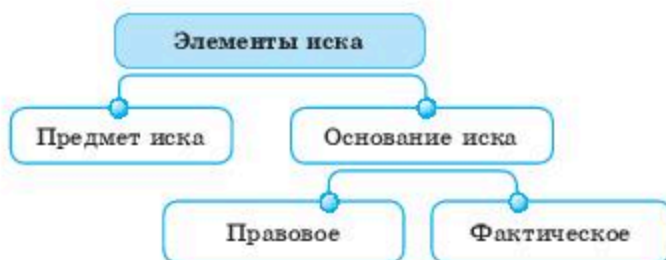 Элементы иска
Предмет иска
Основание иска
Правовое
Фактическое